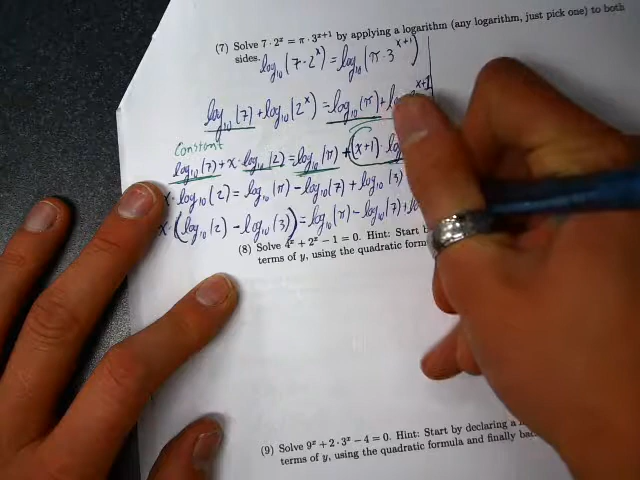 (7) Solve 7 · 2^x = π · 3^{x+1} by applying a logarithm (any logarithm, just pick one) to both
sides. log₁₀(7·2^x) = log₁₀(π·3^{x+1})
log₁₀(7) + log₁₀(2^x) = log₁₀(π) + lo x+1
Constant
log₁₀(7) + x·log₁₀(2) = log₁₀(π) + (x+1)·log
x·log₁₀(2) = log₁₀(π) - log₁₀(7) + log₁₀(3)
x·(log₁₀(2) - log₁₀(3)) = log₁₀(π) - log₁₀(7) + lo
(8) Solve 4^x + 2^x − 1 = 0. Hint: Start
terms of y, using the quadratic form
(9) Solve 9^x + 2 · 3^x − 4 = 0. Hint: Start by declaring a
terms of y, using the quadratic formula and finally bac